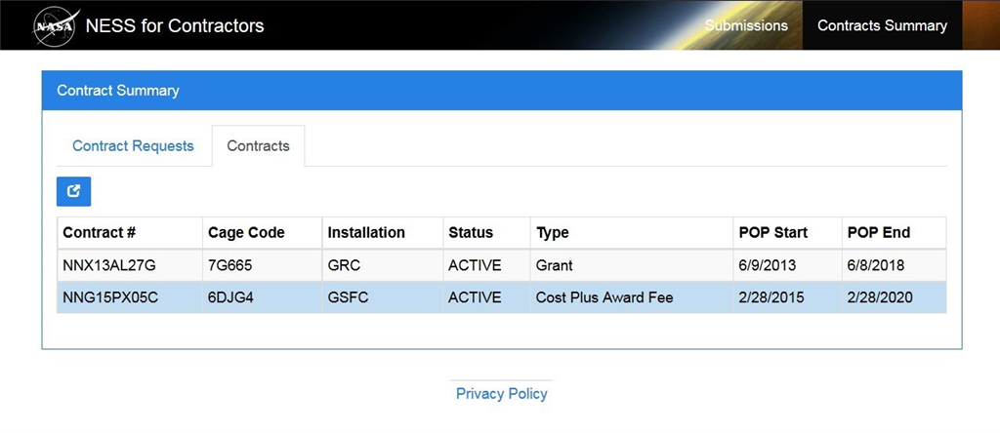 NASA NESS for Contractors Submissions Contracts Summary
Contract Summary
Contract Requests Contracts
Contract # Cage Code Installation Status Type POP Start POP End
NNX13AL27G 7G665 GRC ACTIVE Grant 6/9/2013 6/8/2018
NNG15PX05C 6DJG4 GSFC ACTIVE Cost Plus Award Fee 2/28/2015 2/28/2020
Privacy Policy